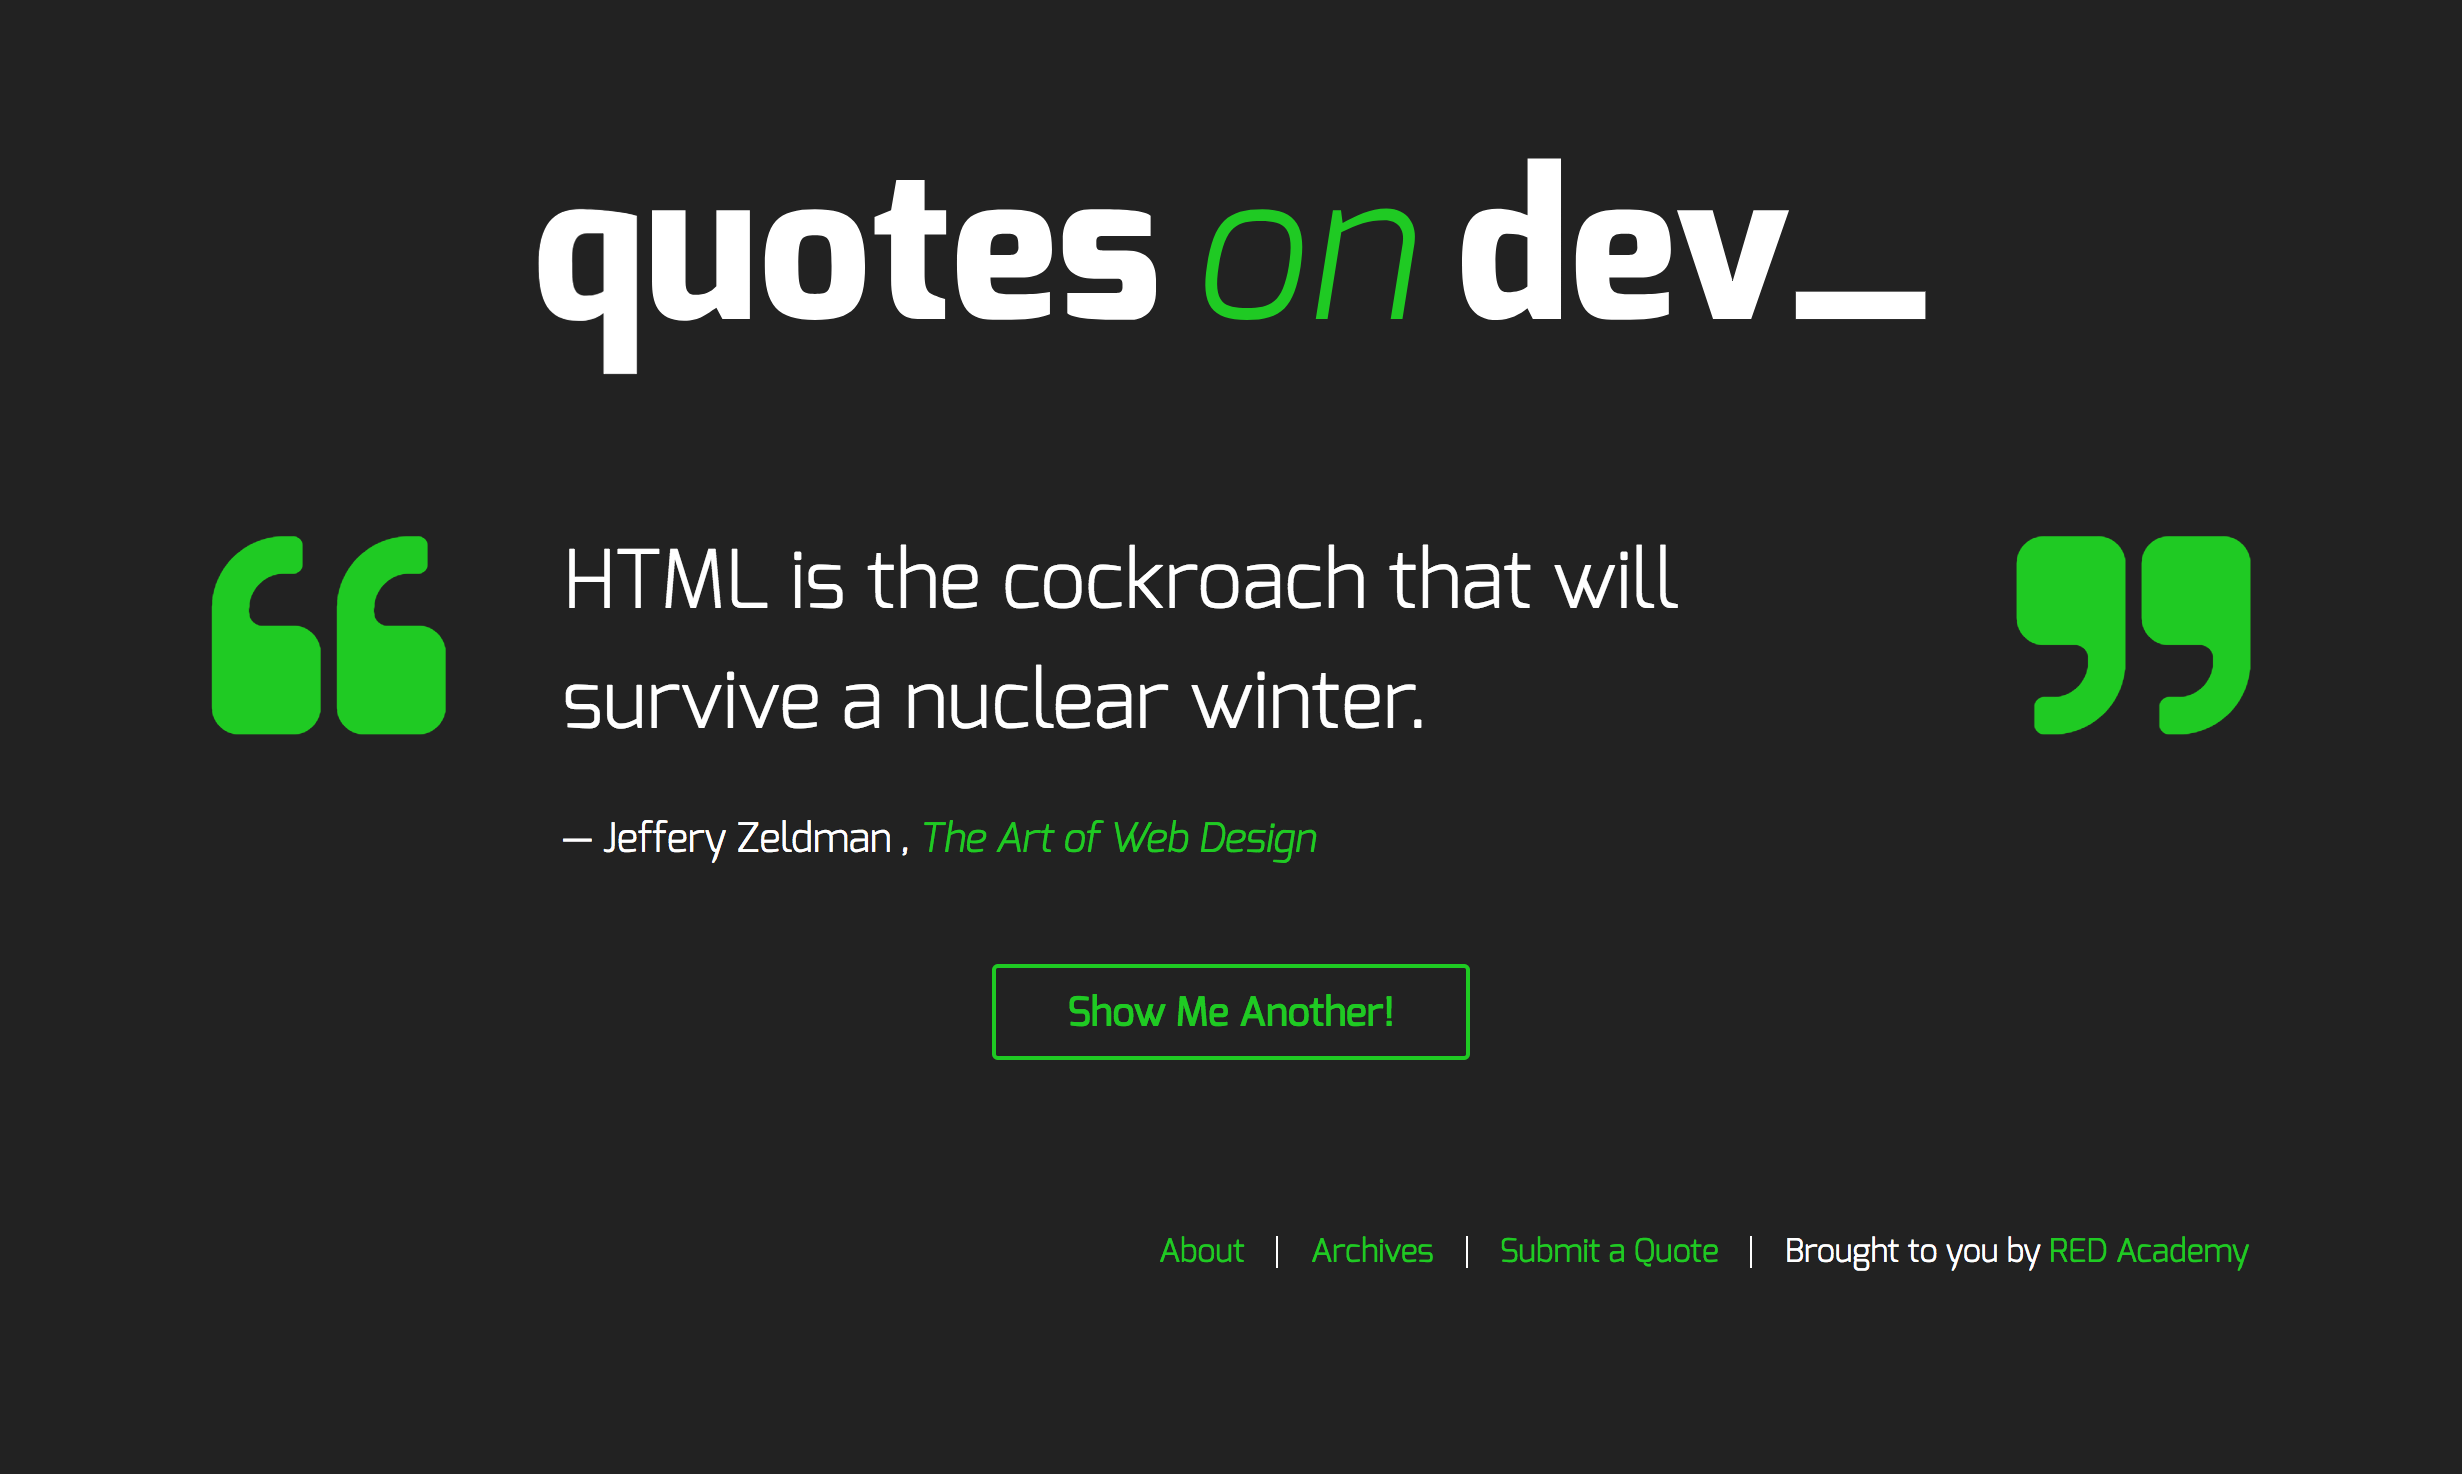 quotes on dev_
“
HTML is the cockroach that will
survive a nuclear winter.
”
— Jeffery Zeldman , The Art of Web Design
Show Me Another!
About | Archives | Submit a Quote | Brought to you by RED Academy